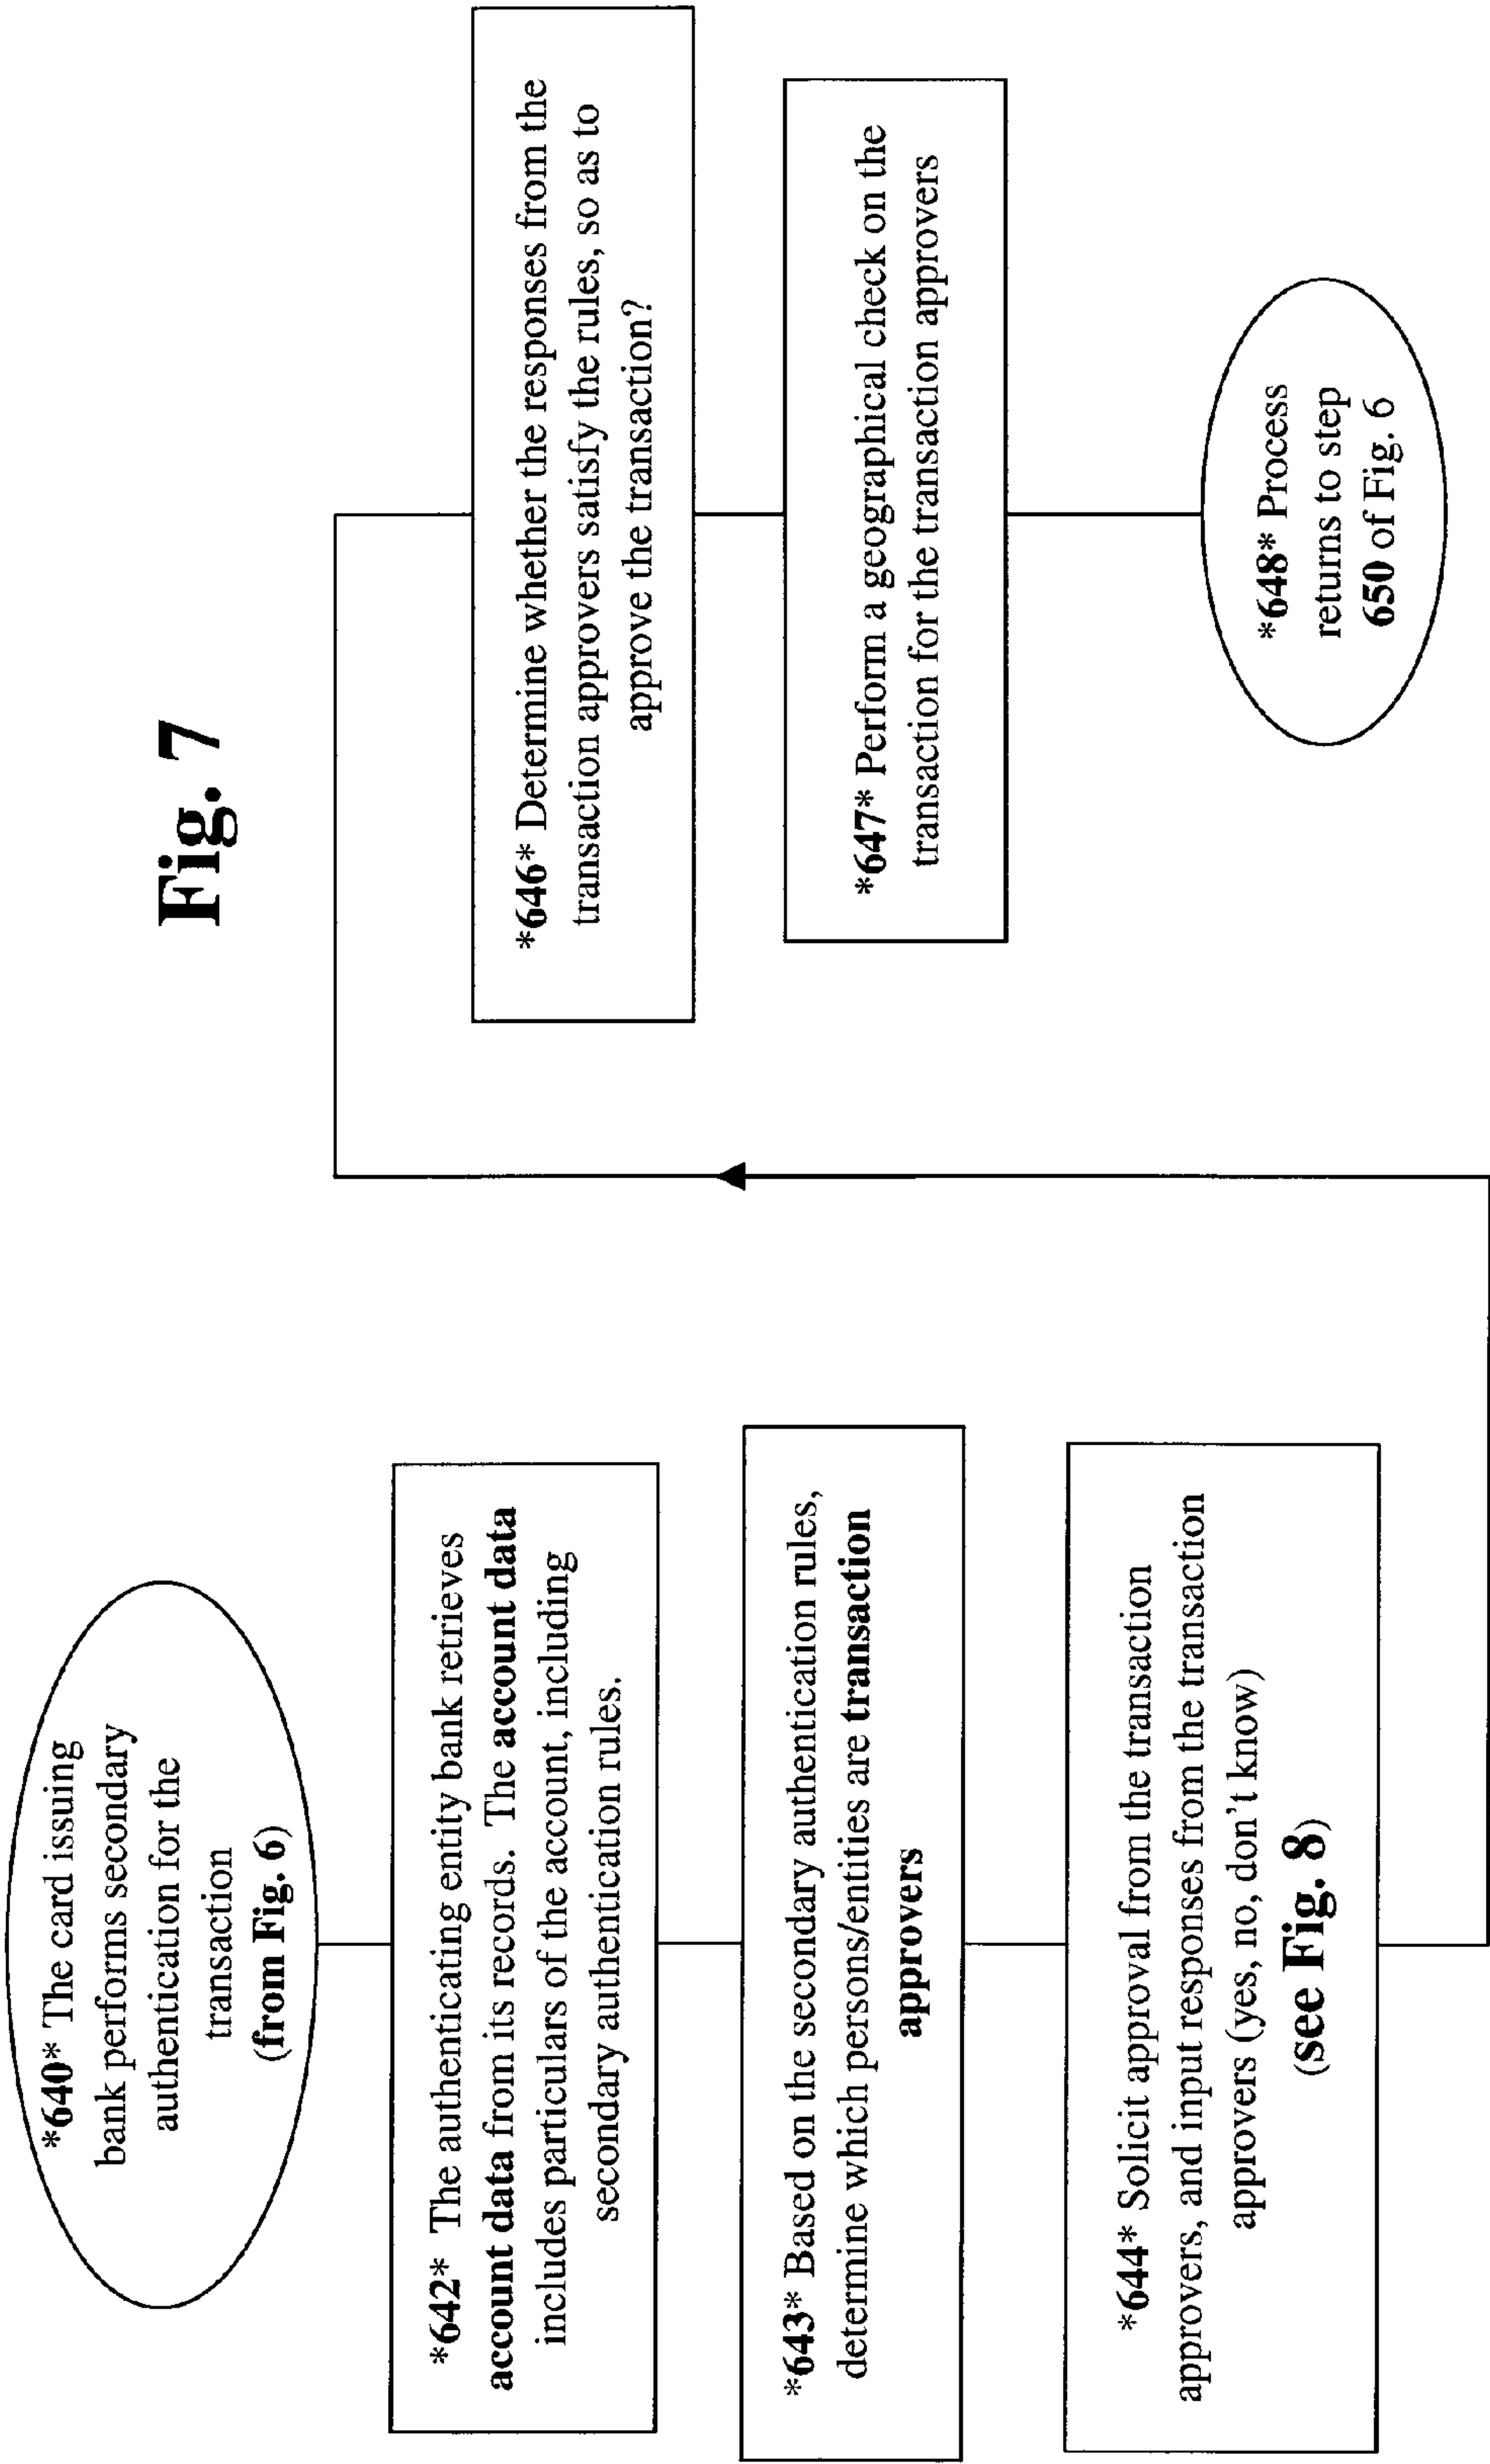 Fig. 7
*640* The card issuing
bank performs secondary
authentication for the
transaction
(from Fig. 6)
*642* The authenticating entity bank retrieves
account data from its records. The account data
includes particulars of the account, including
secondary authentication rules.
*643* Based on the secondary authentication rules,
determine which persons/entities are transaction
approvers
*644* Solicit approval from the transaction
approvers, and input responses from the transaction
approvers (yes, no, don't know)
(see Fig. 8)
*646* Determine whether the responses from the
transaction approvers satisfy the rules, so as to
approve the transaction?
*647* Perform a geographical check on the
transaction for the transaction approvers
*648* Process
returns to step
650 of Fig. 6